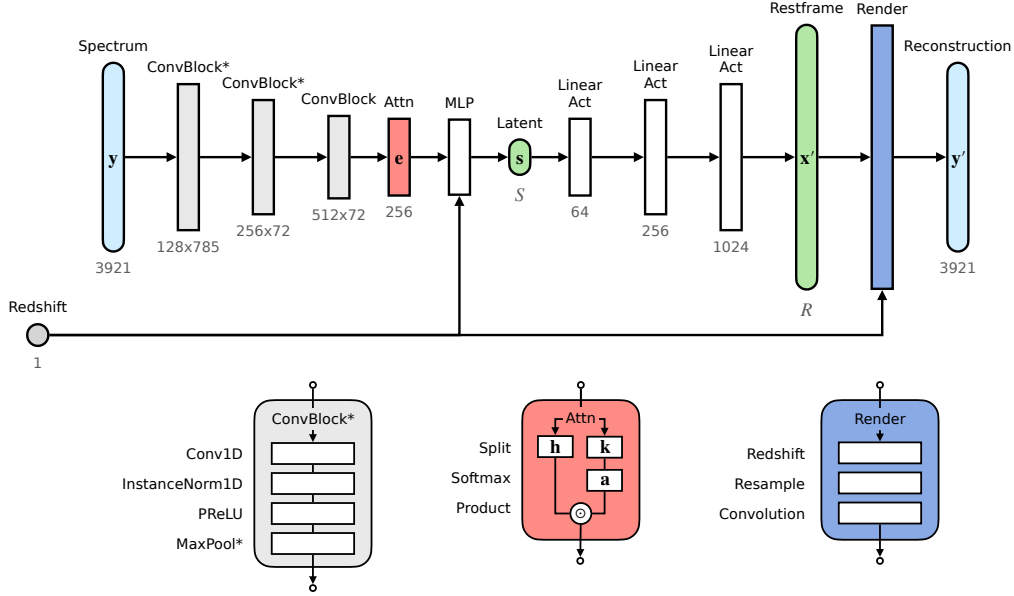 Spectrum
ConvBlock*
ConvBlock*
ConvBlock
Attn
MLP
Latent
Linear
Act
Linear
Act
Linear
Act
Restframe
Render
Reconstruction
y
e
s
x′
y′
3921
128x785
256x72
512x72
256
S
64
256
1024
R
3921
Redshift
1
ConvBlock*
Conv1D
InstanceNorm1D
PReLU
MaxPool*
Attn
Split
h
k
Softmax
a
Product
Render
Redshift
Resample
Convolution